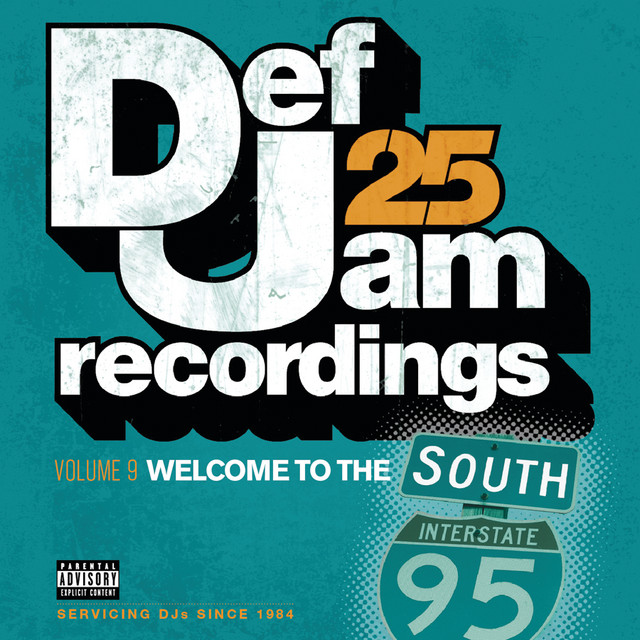 Def
25
Jam
recordings
VOLUME 9 WELCOME TO THE SOUTH
INTERSTATE
95
PARENTAL
ADVISORY
EXPLICIT CONTENT
SERVICING DJs SINCE 1984